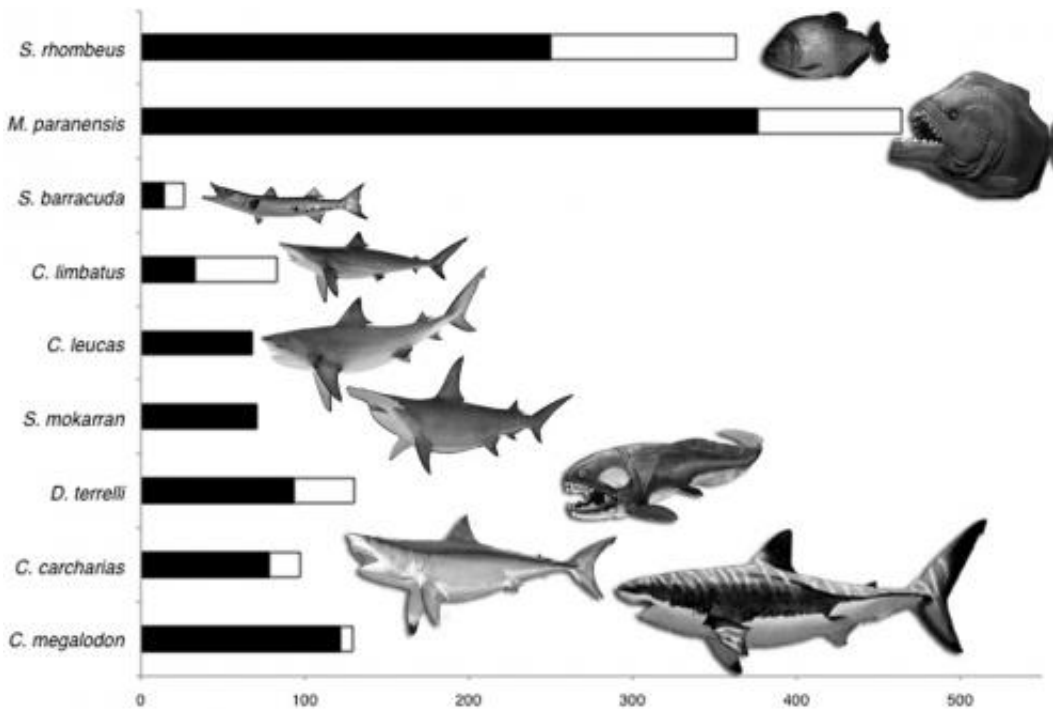 S. rhombeus
M. paranensis
S. barracuda
C. limbatus
C. leucas
S. mokarran
D. terrelli
C. carcharias
C. megalodon
0 100 200 300 400 500